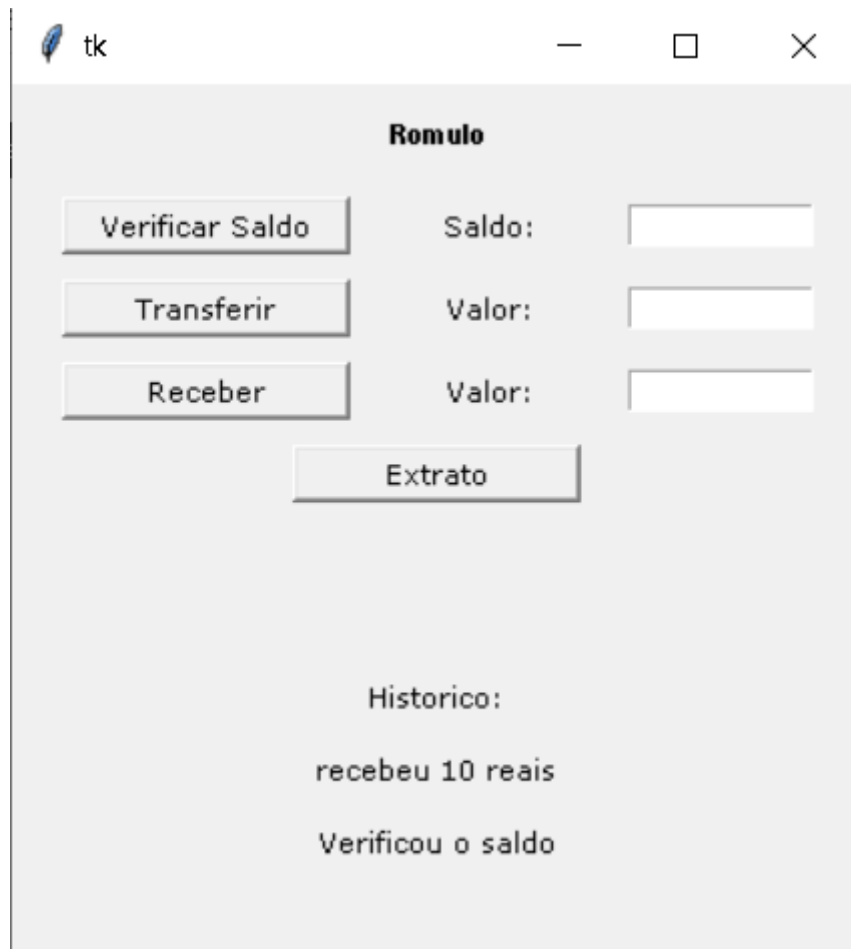 tk
Romulo
Verificar Saldo Saldo:
Transferir Valor:
Receber Valor:
Extrato
Historico:
recebeu 10 reais
Verificou o saldo